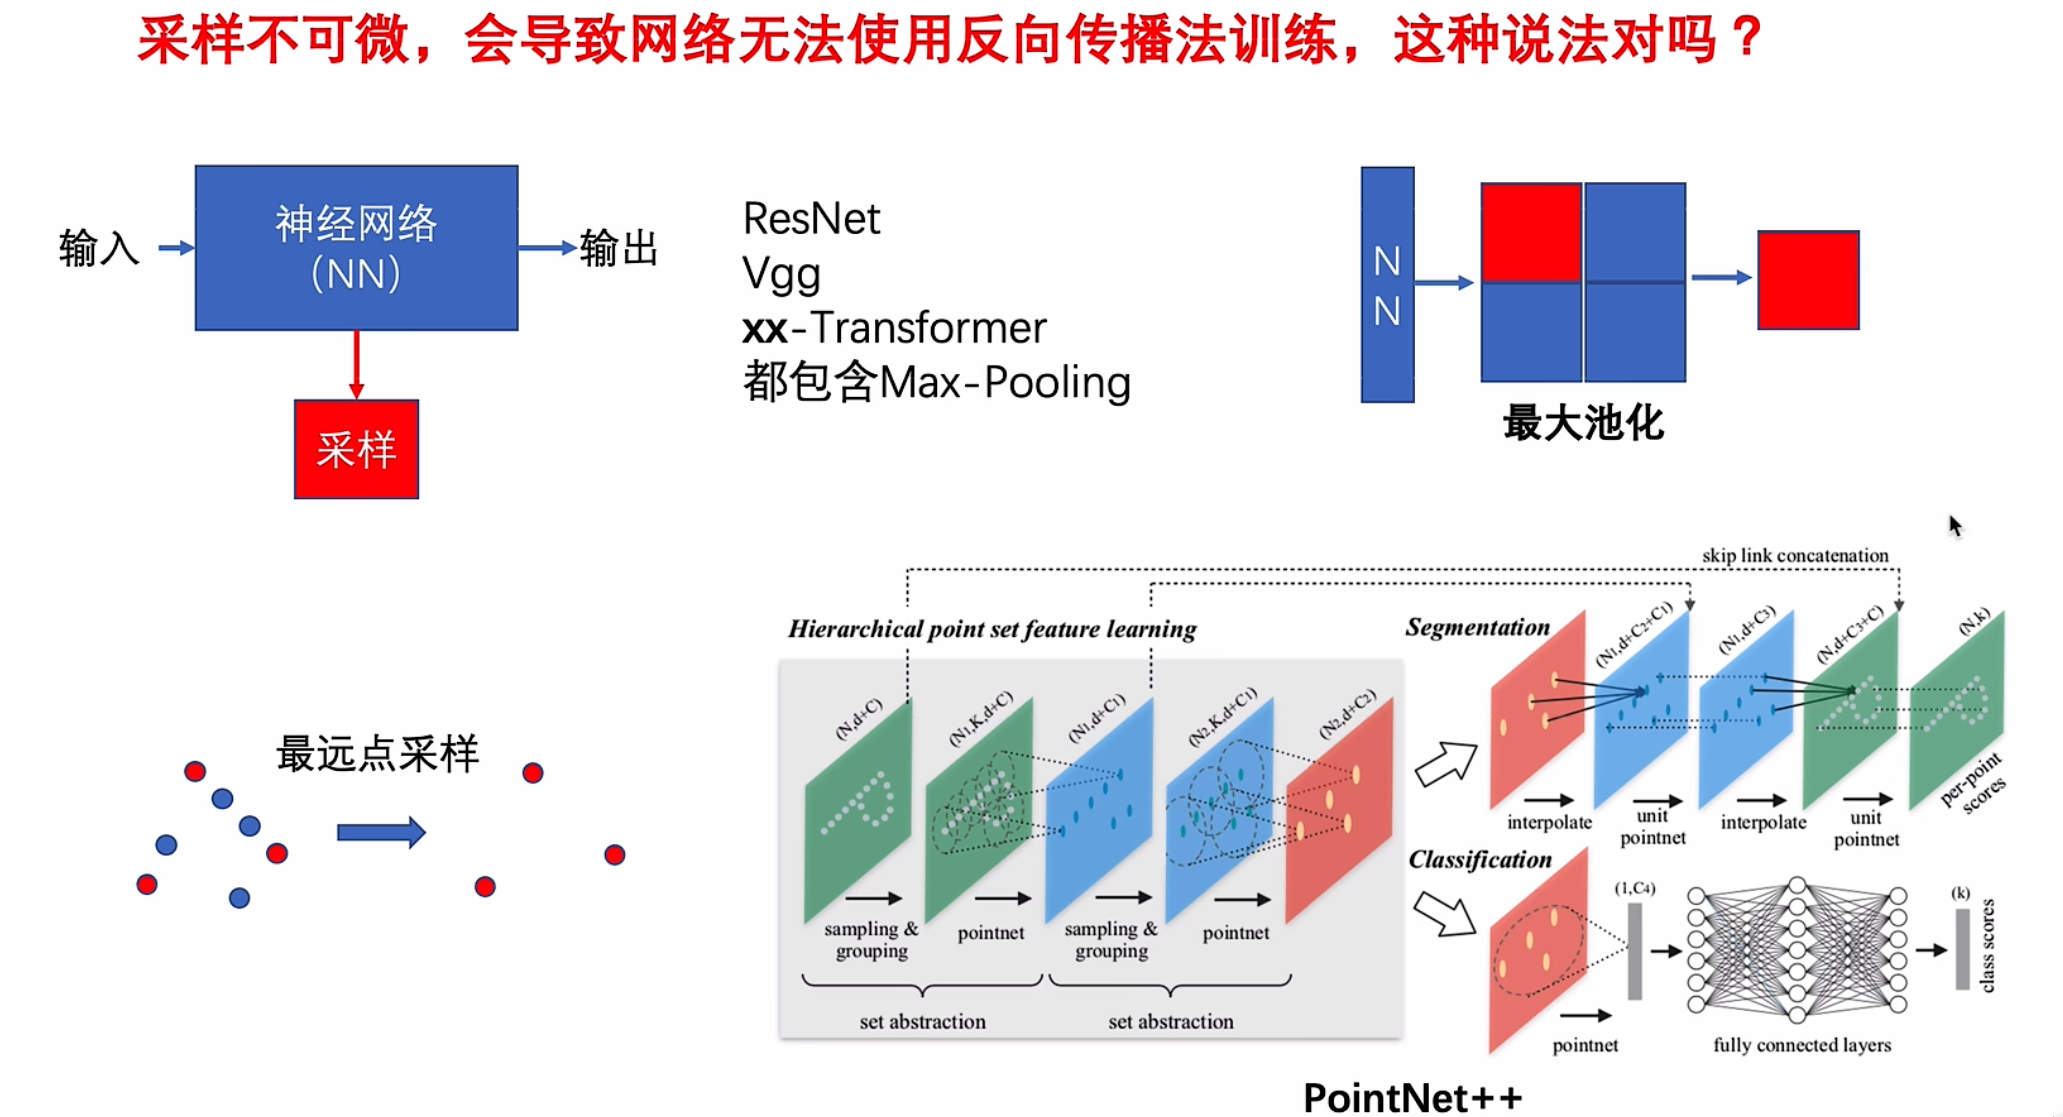 采样不可微，会导致网络无法使用反向传播法训练，这种说法对吗？
输入
神经网络
（NN）
输出
采样
ResNet
Vgg
xx-Transformer
都包含Max-Pooling
N
N
最大池化
最远点采样
skip link concatenation
Hierarchical point set feature learning
Segmentation
(N,d+C)
(N1,K,d+C)
(N1,d+C1)
(N2,K,d+C1)
(N2,d+C2)
(N1,d+C2+C1)
(N1,d+C3)
(N,d+C3+C)
(N,k)
per-point
scores
interpolate
unit
pointnet
interpolate
unit
pointnet
sampling &
grouping
pointnet
sampling &
grouping
pointnet
set abstraction
set abstraction
Classification
(1,C4)
(k)
class scores
pointnet
fully connected layers
PointNet++